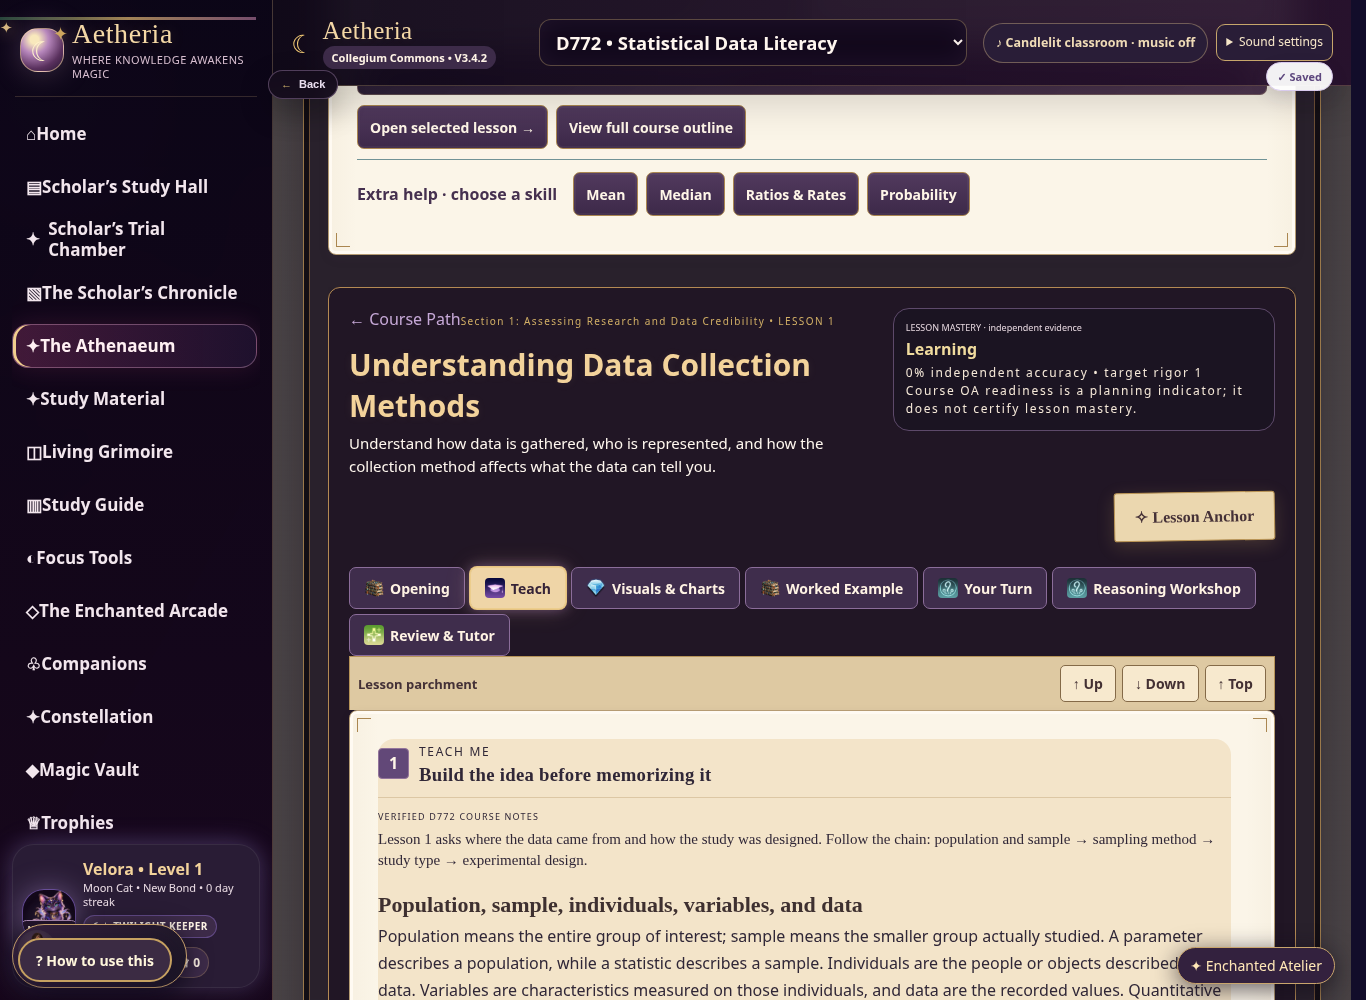 Aetheria
WHERE KNOWLEDGE AWAKENS
MAGIC
Home
Scholar’s Study Hall
Scholar’s Trial
Chamber
The Scholar’s Chronicle
The Athenaeum
Study Material
Living Grimoire
Study Guide
Focus Tools
The Enchanted Arcade
Companions
Constellation
Magic Vault
Trophies
Velora • Level 1
Moon Cat • New Bond • 0 day
streak
KEEPER
? How to use this
0
Aetheria
Collegium Commons • V3.4.2
D772 • Statistical Data Literacy
♪ Candlelit classroom · music off
▶ Sound settings
✓ Saved
← Back
Open selected lesson →
View full course outline
Extra help · choose a skill
Mean
Median
Ratios & Rates
Probability
← Course Path
Section 1: Assessing Research and Data Credibility • LESSON 1
Understanding Data Collection
Methods
Understand how data is gathered, who is represented, and how the
collection method affects what the data can tell you.
LESSON MASTERY · independent evidence
Learning
0% independent accuracy • target rigor 1
Course OA readiness is a planning indicator; it
does not certify lesson mastery.
✧ Lesson Anchor
Opening
Teach
Visuals & Charts
Worked Example
Your Turn
Reasoning Workshop
Review & Tutor
Lesson parchment
↑ Up
↓ Down
↑ Top
1
TEACH ME
Build the idea before memorizing it
VERIFIED D772 COURSE NOTES
Lesson 1 asks where the data came from and how the study was designed. Follow the chain: population and sample → sampling method →
study type → experimental design.
Population, sample, individuals, variables, and data
Population means the entire group of interest; sample means the smaller group actually studied. A parameter
describes a population, while a statistic describes a sample. Individuals are the people or objects described
data. Variables are characteristics measured on those individuals, and data are the recorded values. Quantitative
✦ Enchanted Atelier